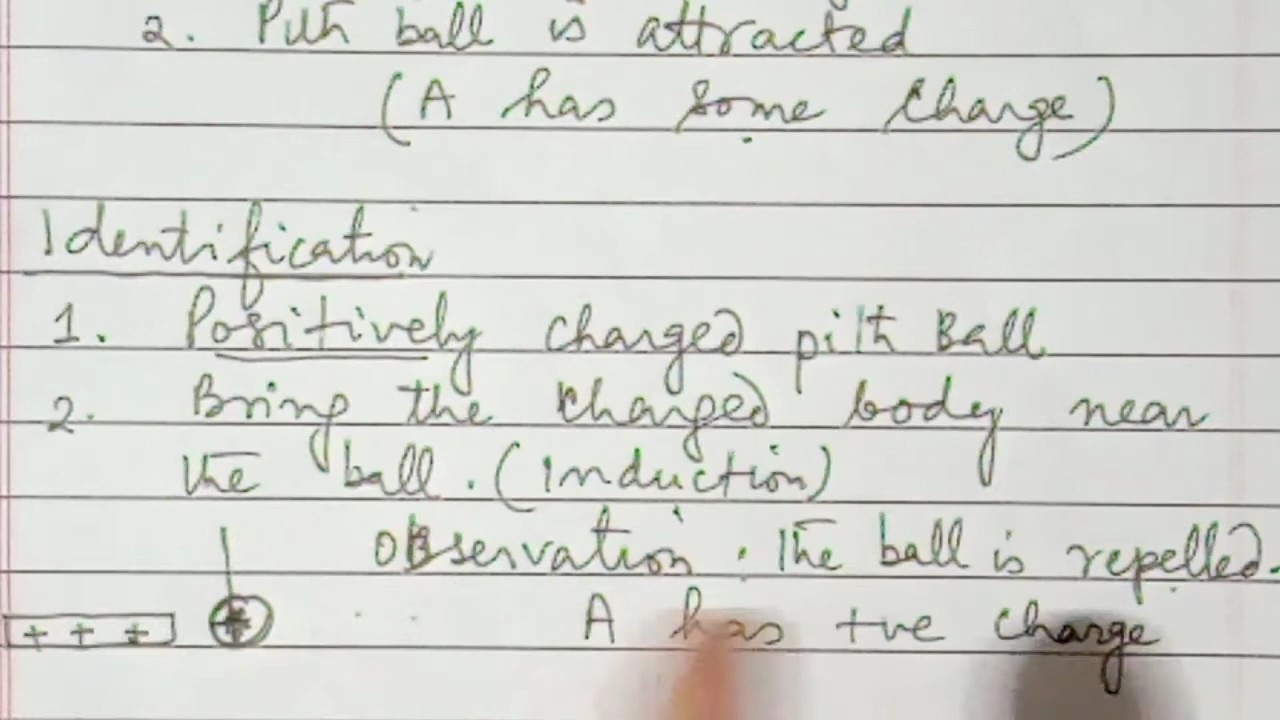 2. Pith ball is attracted
(A has some charge)
Identification
1. Positively charged pith Ball
2. Bring the charged body near
the ball. (Induction)
OBservation : The ball is repelled.
+ + + +
A has +ve charge